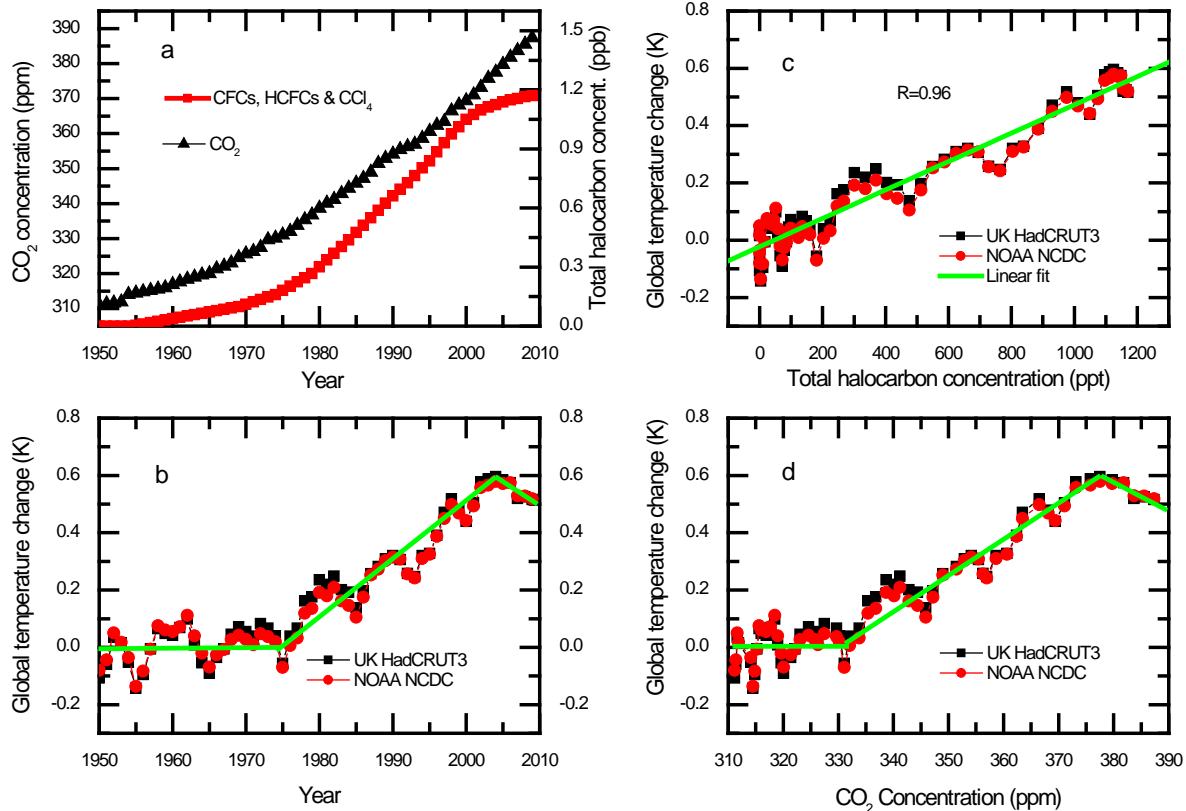 a
CO2 concentration (ppm)
390
380
370
360
350
340
330
320
310
CFCs, HCFCs & CCl4
CO2
1.5
1.2
0.9
0.6
0.3
0.0
Total halocarbon concent. (ppb)
1950 1960 1970 1980 1990 2000 2010
Year
c
Global temperature change (K)
0.8
0.6
0.4
0.2
0.0
-0.2
R=0.96
UK HadCRUT3
NOAA NCDC
Linear fit
0 200 400 600 800 1000 1200
Total halocarbon concentration (ppt)
b
Global temperature change (K)
0.8
0.6
0.4
0.2
0.0
-0.2
UK HadCRUT3
NOAA NCDC
0.8
0.6
0.4
0.2
0.0
-0.2
1950 1960 1970 1980 1990 2000 2010
Year
d
Global temperature change (K)
0.8
0.6
0.4
0.2
0.0
-0.2
UK HadCRUT3
NOAA NCDC
310 320 330 340 350 360 370 380 390
CO2 Concentration (ppm)